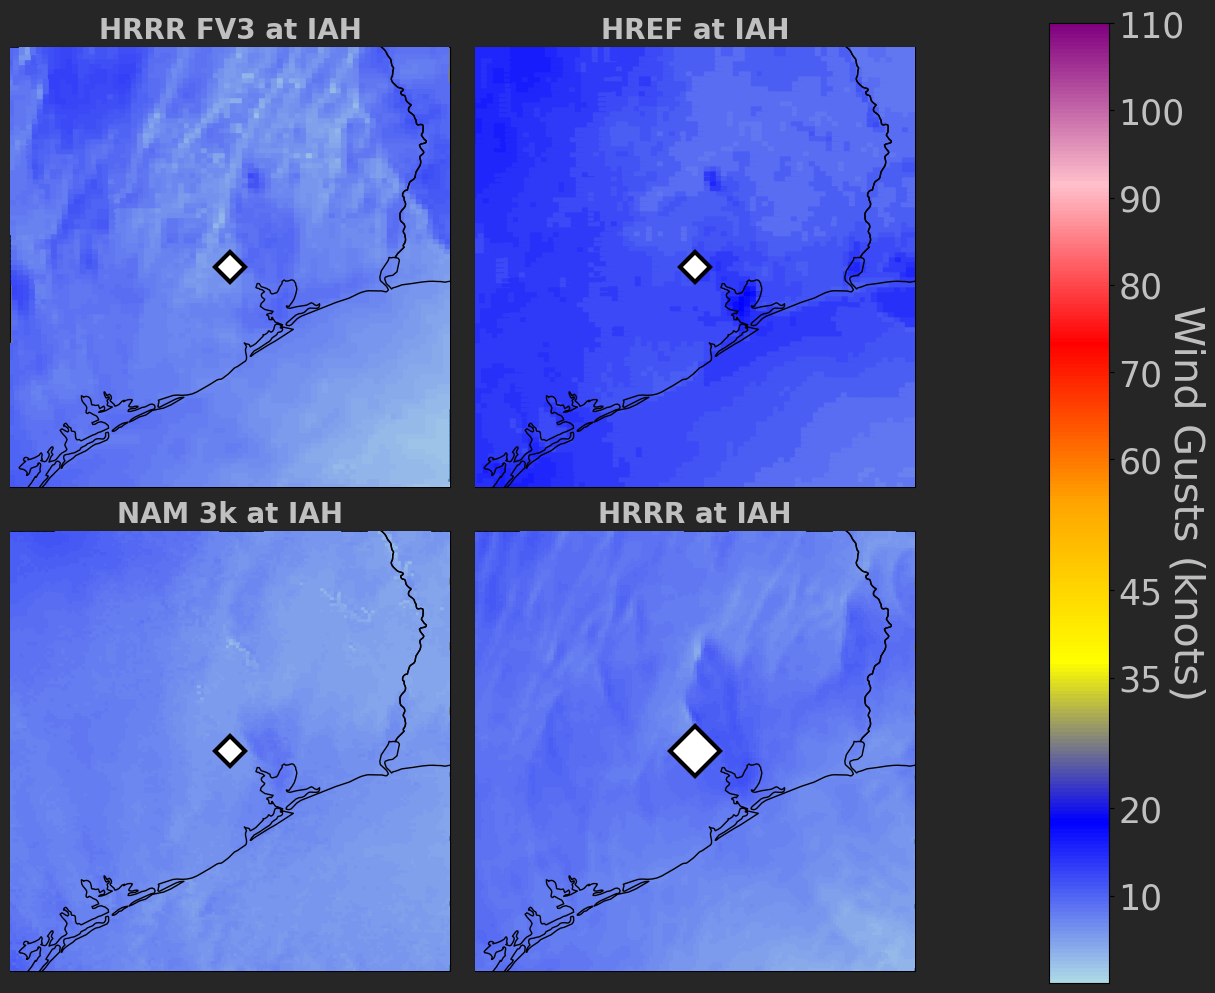 HRRR FV3 at IAH
HREF at IAH
NAM 3k at IAH
HRRR at IAH
110
100
90
80
70
60
45
35
20
10
Wind Gusts (knots)